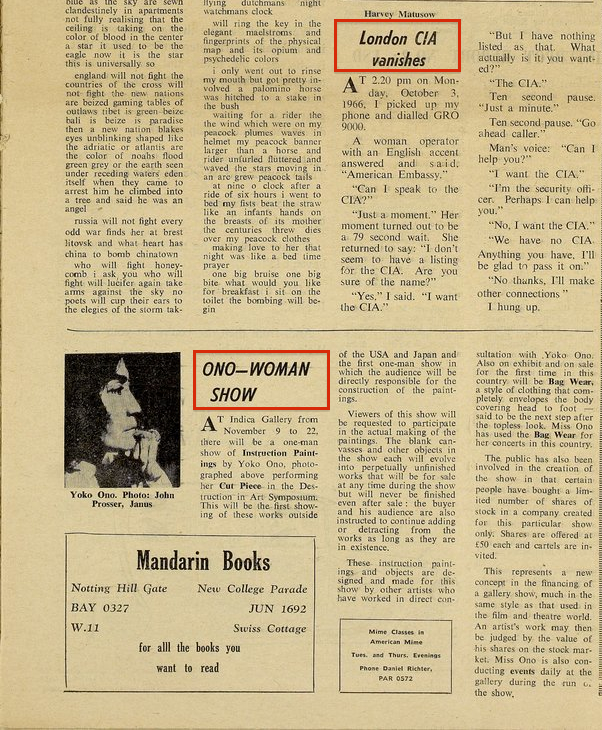 blue as the sky are sewn
clandestinely in apartments
not fully realising that the
ceiling is taking on the
color of blood in the center
a star it used to be the
eagle now it is the star
this is universally so
england will not fight the
countries of the cross will
not fight the new nations
are beized gaming tables of
outlaws tibet is green beize
bali is beize is paradise
then a new nation blakes
eyes unblinking shaped like
the adriatic or atlantis are
the color of noahs flood
green grey or the earth seen
under receding waters eden
itself when they came to
arrest him he climbed into
a tree and said he was an
angel
russia will not fight every
odd war finds her at brest
litovsk and what heart has
china to bomb chinatown
who will fight honey-
comb i ask you who will
fight will lucifer again take
arms against the sky no
poets will cup their ears to
the elegies of the storm tak-
flying dutchmans night
watchmans clock
will ring the key in the
elegant maelstroms and
fingerprints of the physical
map and its opium and
psychedelic colors
i only went out to rinse
my mouth but got pretty in-
volved a palomino horse
was hitched to a stake in
the bush
waiting for a rider the
the wind which were on my
peacock plumes waves in
helmet my peacock banner
larger than a horse and
rider unfurled fluttered and
waved the stars moving in
an arc grew peacock tails
at nine o clock after a
ride of six hours i went to
bed my fists beat the straw
like an infants hands on
the breasts of its mother
the centuries threw dies
over my peacock clothes
making love to her that
night was like a bed time
prayer
one big bruise one big
bite what would you like
for breakfast i sit on the
toilet the bombing will be-
gin
Harvey Matusow
London CIA
vanishes
AT 2.20 pm on Mon-
day, October 3,
1966, I picked up my
phone and dialled GRO
9000.
A woman operator
with an English accent
answered and said,
"American Embassy."
"Can I speak to the
CIA?"
"Just a moment." Her
moment turned out to be
a 79 second wait. She
returned to say: "I don't
seem to have a listing
for the CIA. Are you
sure of the name?"
"Yes," I said. "I want
the CIA."
"But I have nothing
listed as that. What
actually is it you want-
ed?"
"The CIA."
Ten second pause.
"Just a minute."
Ten second pause. "Go
ahead caller."
Man's voice: "Can I
help you?"
"I want the CIA."
"I'm the security offi-
cer. Perhaps I can help
you."
"No, I want the CIA."
"We have no CIA.
Anything you have, I'll
be glad to pass it on."
"No thanks, I'll make
other connections"
I hung up.
Yoko Ono. Photo: John
Prosser, Janus
ONO—WOMAN
SHOW
AT Indica Gallery from
November 9 to 22,
there will be a one-man
show of Instruction Paint-
ings by Yoko Ono, photo-
graphed above performing
her Cut Piece in the Des-
truction in Art Symposium.
This will be the first show-
ing of these works outside
of the USA and Japan and
the first one-man show in
which the audience will be
directly responsible for the
construction of the paint-
ings.
Viewers of this show will
be requested to participate
in the actual making of the
paintings. The blank can-
vasses and other objects in
the show each will evolve
into perpetually unfinished
works that will be for sale
at any time during the show
but will never be finished
even after sale: the buyer
and his audience are also
instructed to continue adding
or detracting from the
works as long as they are
in existence.
These instruction paint-
ings and objects are de-
signed and made for this
show by other artists who
have worked in direct con-
sultation with Yoko Ono.
Also on exhibit and on sale
for the first time in this
country will be Bag Wear,
a style of clothing that com-
pletely envelopes the body
covering head to foot —
said to be the next step after
the topless look. Miss Ono
has used the Bag Wear for
her concerts in this country.
The public has also been
involved in the creation of
the show in that certain
people have bought a lim-
ited number of shares of
stock in a company created
for this particular show
only. Shares are offered at
£50 each and cartels are in-
vited.
This represents a new
concept in the financing of
a gallery show, much in the
same style as that used in
the film and theatre world.
An artist's work may then
be judged by the value of
his shares on the stock mar-
ket. Miss Ono is also con-
ducting events daily at the
gallery during the run
the show.
Mandarin Books
Notting Hill Gate New College Parade
BAY 0327 JUN 1692
W.11 Swiss Cottage
for alll the books you
want to read
Mime Classes in
American Mime
Tues. and Thurs. Evenings
Phone Daniel Richter,
PAR 0572